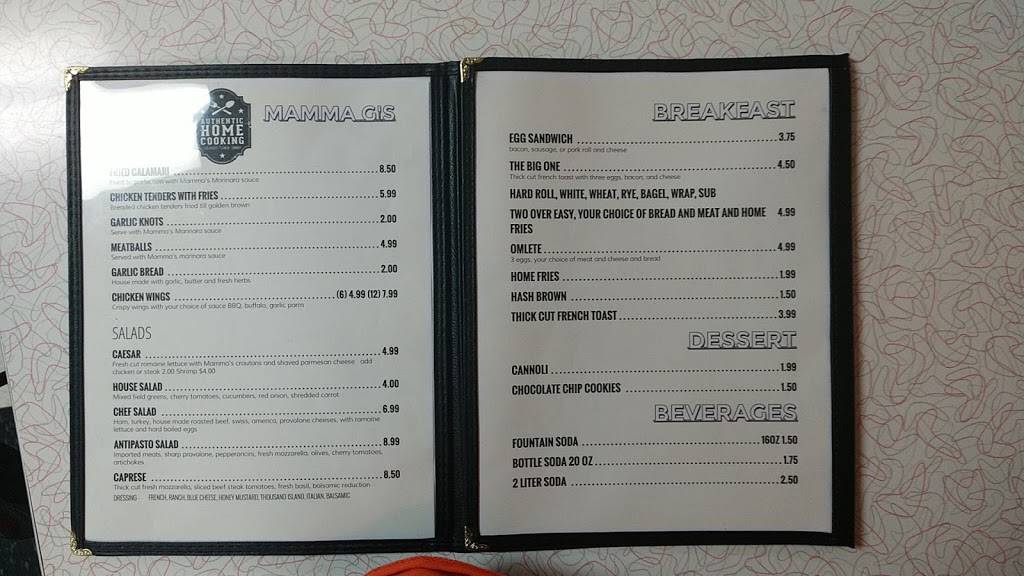 AUTHENTIC
HOME
COOKING
MAMMA GIS
FRIED CALAMARI 8.50
with Mamma's Marinara sauce
CHICKEN TENDERS WITH FRIES 5.99
Breaded chicken tenders fried till golden brown
GARLIC KNOTS 2.00
Serve with Mamma's Marinara sauce
MEATBALLS 4.99
Served with Mamma's marinara sauce
GARLIC BREAD 2.00
House made with garlic, butter and fresh herbs
CHICKEN WINGS (6) 4.99 (12) 7.99
Crispy wings with your choice of sauce BBQ, buffalo, garlic parm
SALADS
CAESAR 4.99
Fresh cut romaine lettuce with Mamma's croutons and shaved parmesan cheese add
chicken or steak 2.00 Shrimp $4.00
HOUSE SALAD 4.00
Mixed field greens, cherry tomatoes, cucumbers, red onion, shredded carrot
CHEF SALAD 6.99
Ham, turkey, house made roasted beef, swiss, america, provalone cheeses, with romaine
lettuce and hard boiled eggs
ANTIPASTO SALAD 8.99
Imported meats, sharp provalone, pepperoncini, fresh mozzarella, olives, cherry tomatoes,
artichokes
CAPRESE 8.50
Thick cut fresh mozzarella, sliced beef steak tomatoes, fresh basil, balsamic reduction
DRESSING FRENCH, RANCH, BLUE CHEESE, HONEY MUSTARD, THOUSAND ISLAND, ITALIAN, BALSAMIC
BREAKFAST
EGG SANDWICH 3.75
bacon, sausage, or pork roll and cheese
THE BIG ONE 4.50
Thick cut french toast with three eggs, bacon, and cheese
HARD ROLL, WHITE, WHEAT, RYE, BAGEL, WRAP, SUB
TWO OVER EASY, YOUR CHOICE OF BREAD AND MEAT AND HOME 4.99
FRIES
OMLETE 4.99
3 eggs, your choice of meat and cheese and bread
HOME FRIES 1.99
HASH BROWN 1.50
THICK CUT FRENCH TOAST 3.99
DESSERT
CANNOLI 1.99
CHOCOLATE CHIP COOKIES 1.50
BEVERAGES
FOUNTAIN SODA 16OZ 1.50
BOTTLE SODA 20 OZ 1.75
2 LITER SODA 2.50